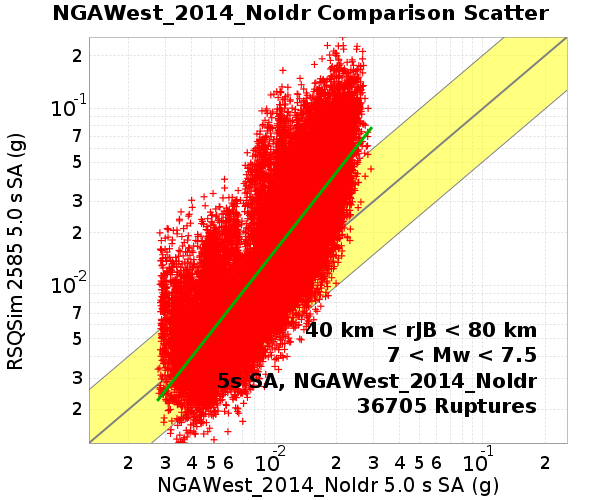 NGAWest_2014_NoIdr Comparison Scatter
RSQSim 2585 5.0 s SA (g)
2
10⁻¹
7
5
3
2
10⁻²
7
5
3
2
40 km < rJB < 80 km
7 < Mw < 7.5
5s SA, NGAWest_2014_NoIdr
36705 Ruptures
2 3 4 5 6 10⁻² 2 3 4 5 6 10⁻¹ 2
NGAWest_2014_NoIdr 5.0 s SA (g)